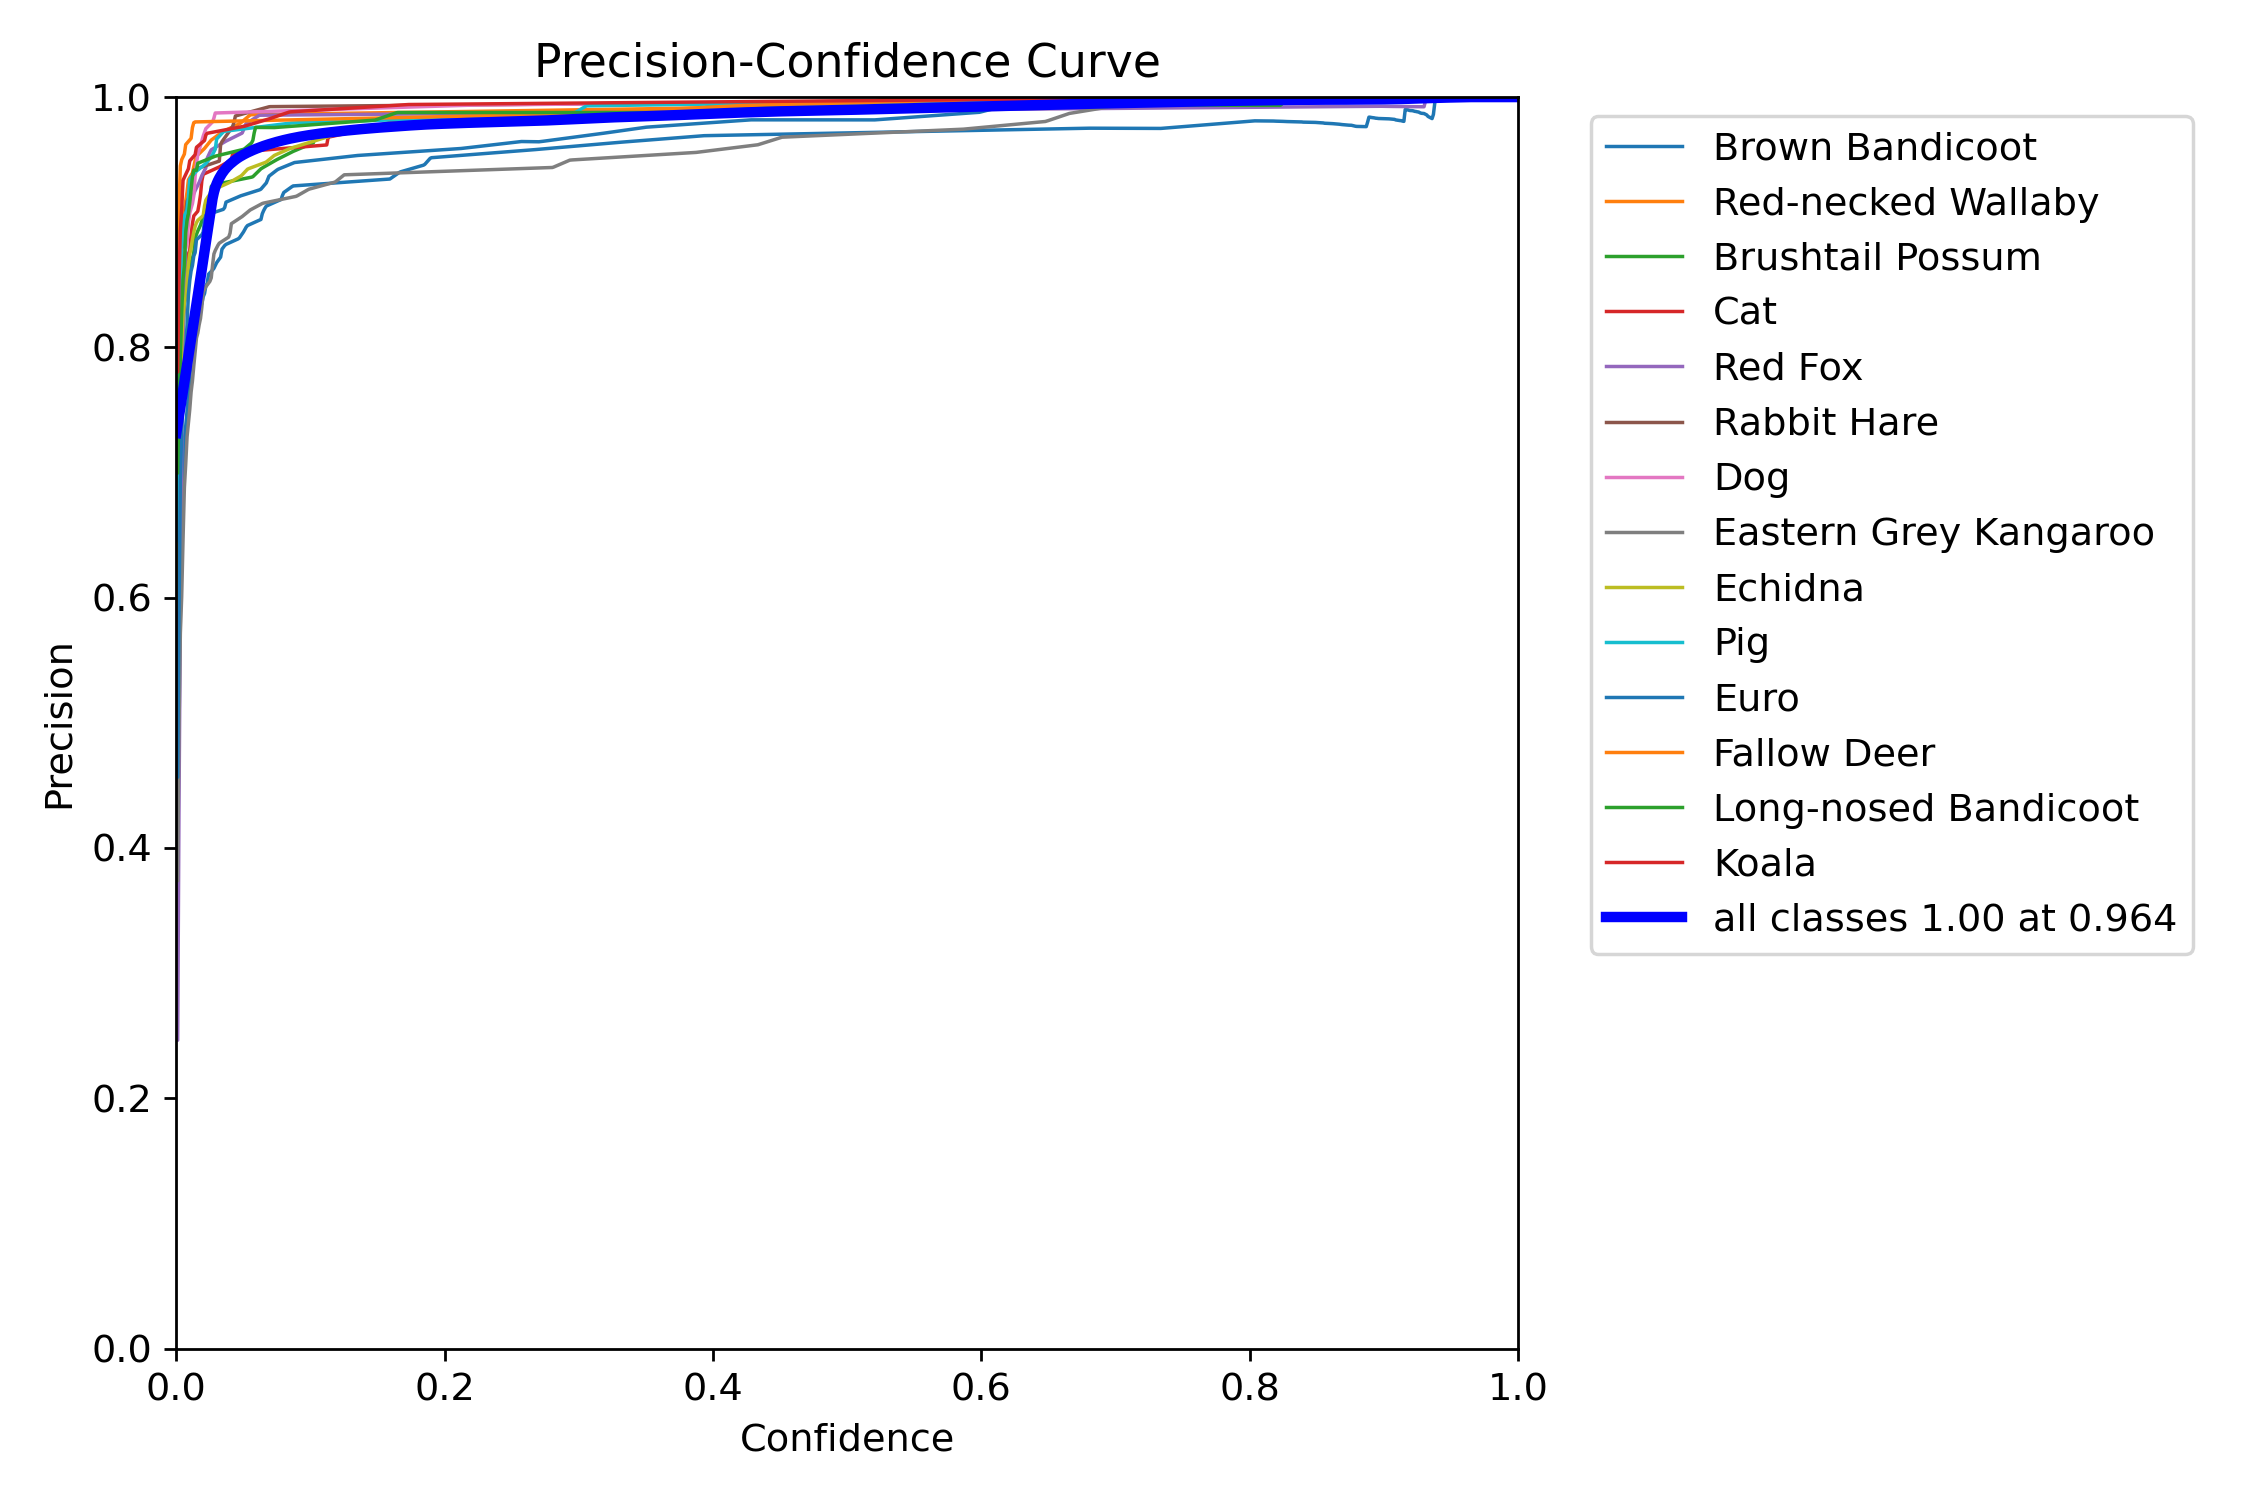 Precision-Confidence Curve
1.0
0.8
0.6
0.4
0.2
0.0
Precision
0.0 0.2 0.4 0.6 0.8 1.0
Confidence
Brown Bandicoot
Red-necked Wallaby
Brushtail Possum
Cat
Red Fox
Rabbit Hare
Dog
Eastern Grey Kangaroo
Echidna
Pig
Euro
Fallow Deer
Long-nosed Bandicoot
Koala
all classes 1.00 at 0.964